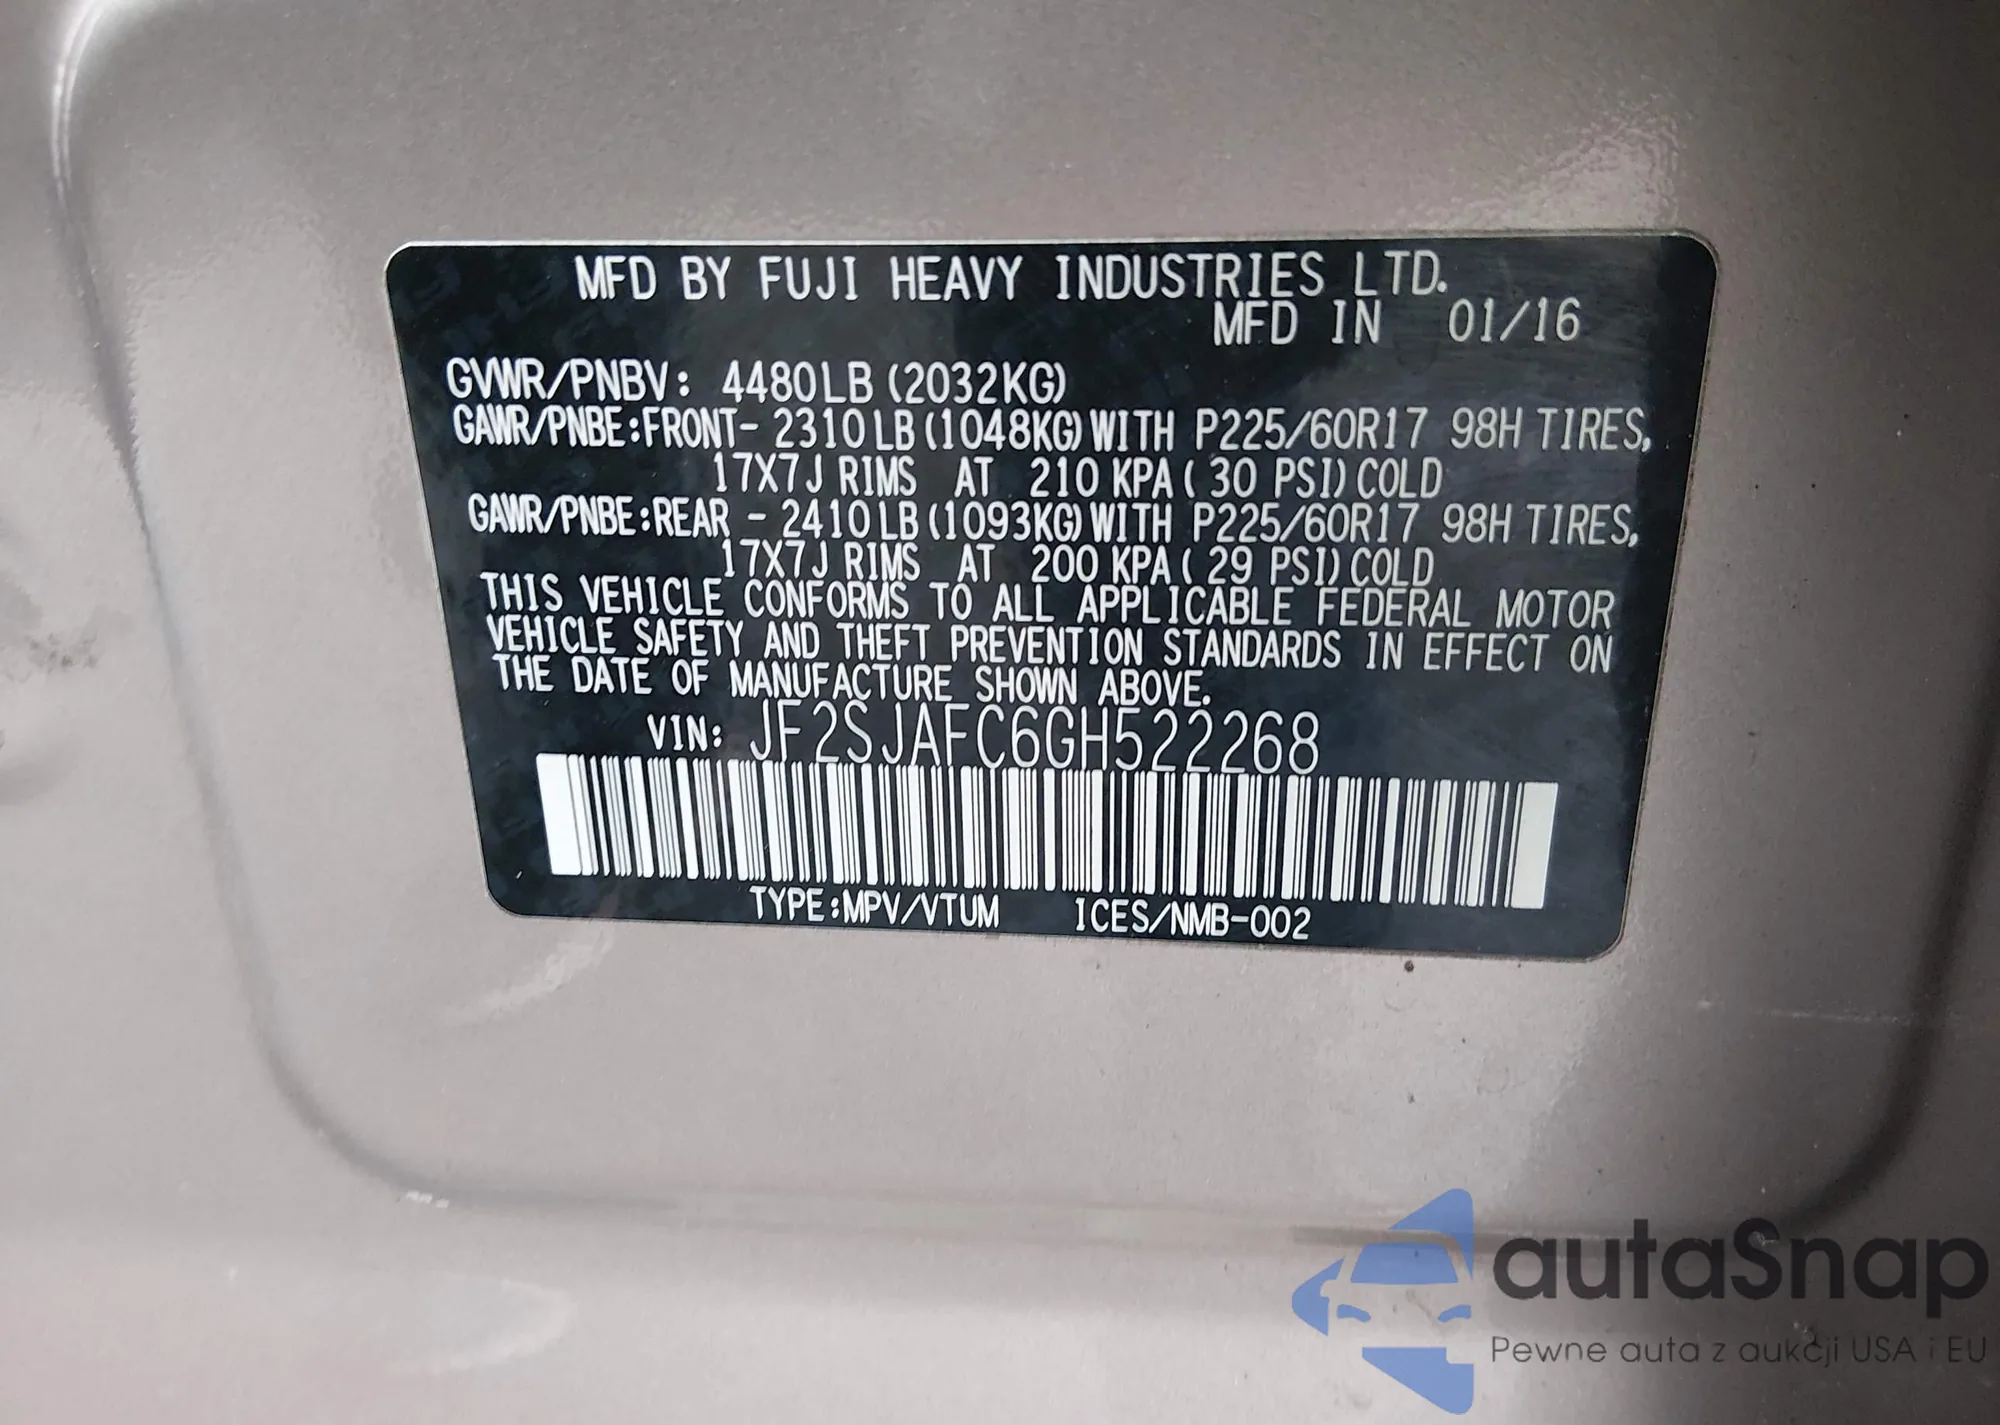 MFD BY FUJI HEAVY INDUSTRIES LTD.
MFD IN 01/16
GVWR/PNBV: 4480LB (2032KG)
GAWR/PNBE:FRONT- 2310LB (1048KG) WITH P225/60R17 98H TIRES,
17X7J RIMS AT 210 KPA ( 30 PSI) COLD
GAWR/PNBE:REAR - 2410LB (1093KG) WITH P225/60R17 98H TIRES,
17X7J RIMS AT 200 KPA ( 29 PSI) COLD
THIS VEHICLE CONFORMS TO ALL APPLICABLE FEDERAL MOTOR
VEHICLE SAFETY AND THEFT PREVENTION STANDARDS IN EFFECT ON
THE DATE OF MANUFACTURE SHOWN ABOVE.
VIN: JF2SJAFC6GH522268
TYPE:MPV/VTUM ICES/NMB-002
autaSnap
Pewne auta z aukcji USA i EU